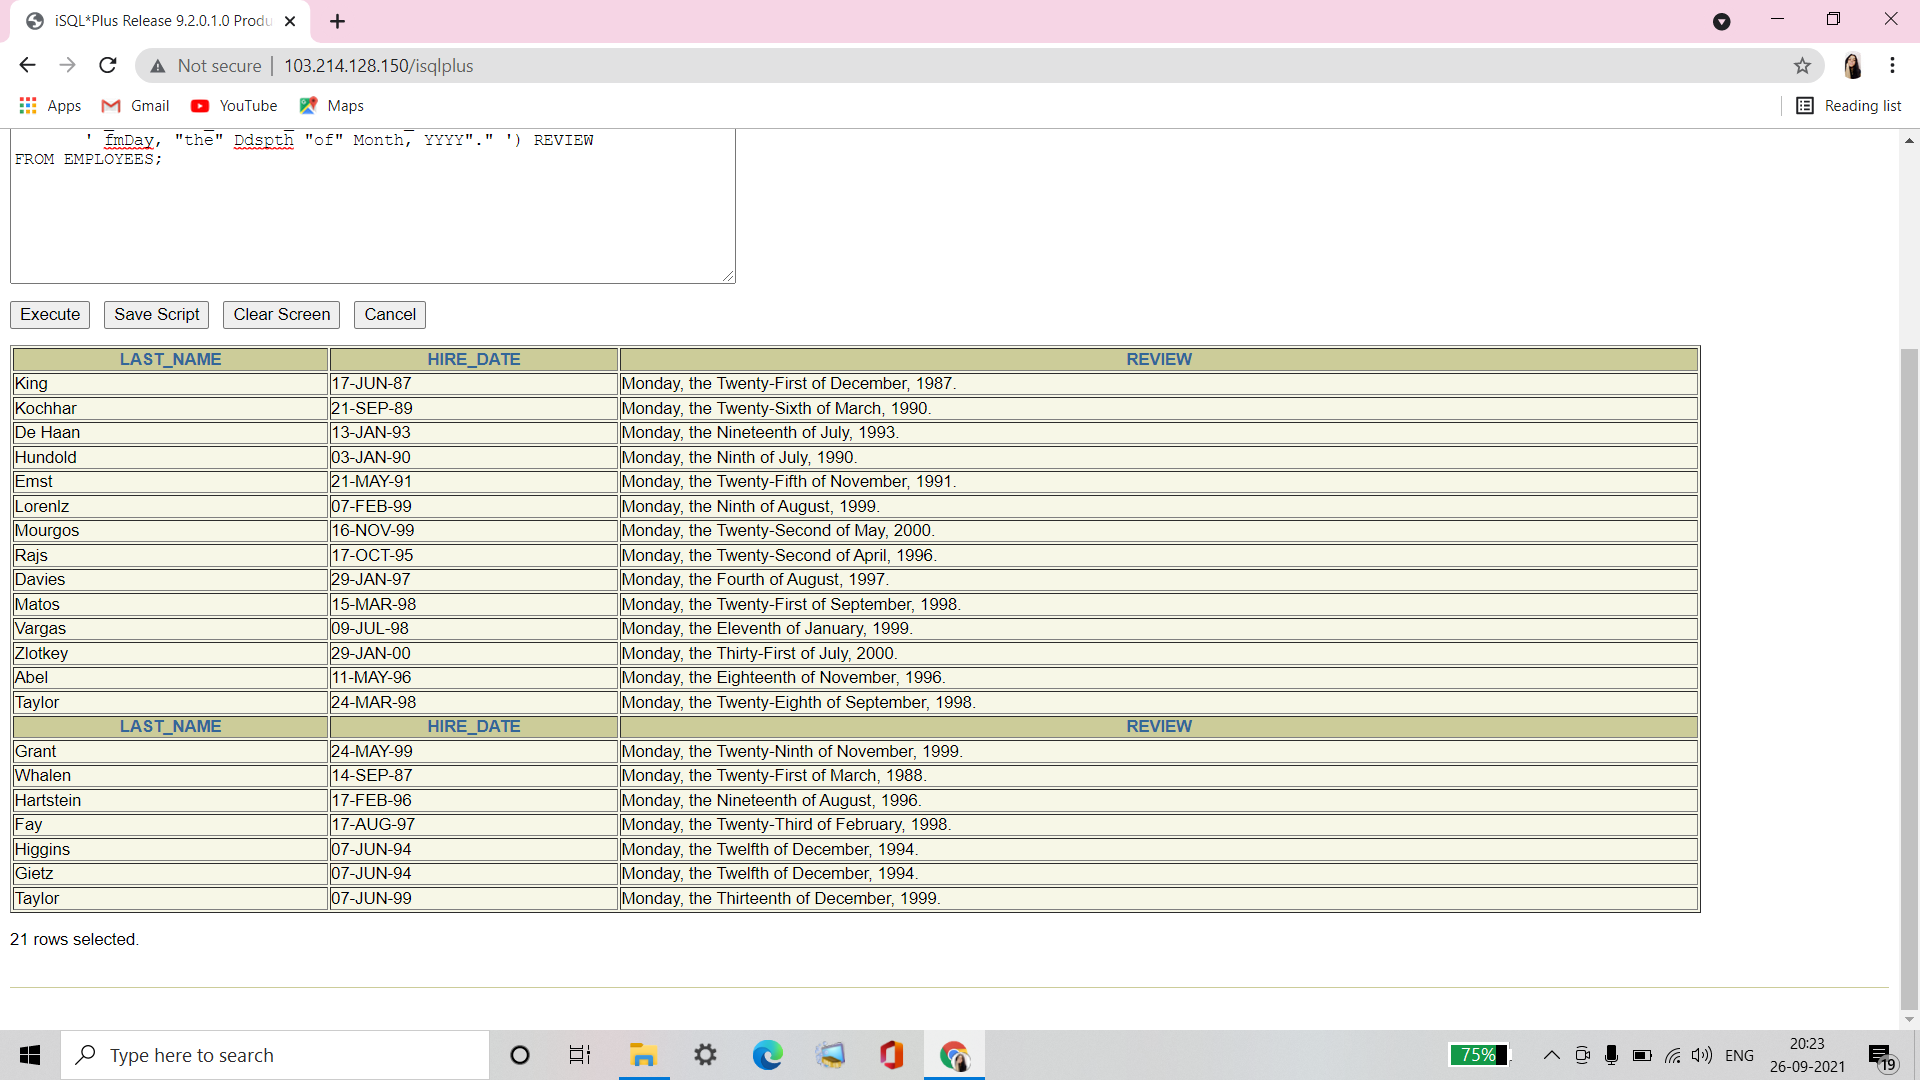 iSQL*Plus Release 9.2.0.1.0 Produ
Not secure 103.214.128.150/isqlplus
Apps Gmail YouTube Maps Reading list
' fmDay, "the" Ddspth "of" Month, YYYY"." ') REVIEW
FROM EMPLOYEES;
Execute Save Script Clear Screen Cancel
LAST_NAME HIRE_DATE REVIEW
King 17-JUN-87 Monday, the Twenty-First of December, 1987.
Kochhar 21-SEP-89 Monday, the Twenty-Sixth of March, 1990.
De Haan 13-JAN-93 Monday, the Nineteenth of July, 1993.
Hundold 03-JAN-90 Monday, the Ninth of July, 1990.
Emst 21-MAY-91 Monday, the Twenty-Fifth of November, 1991.
Lorenlz 07-FEB-99 Monday, the Ninth of August, 1999.
Mourgos 16-NOV-99 Monday, the Twenty-Second of May, 2000.
Rajs 17-OCT-95 Monday, the Twenty-Second of April, 1996.
Davies 29-JAN-97 Monday, the Fourth of August, 1997.
Matos 15-MAR-98 Monday, the Twenty-First of September, 1998.
Vargas 09-JUL-98 Monday, the Eleventh of January, 1999.
Zlotkey 29-JAN-00 Monday, the Thirty-First of July, 2000.
Abel 11-MAY-96 Monday, the Eighteenth of November, 1996.
Taylor 24-MAR-98 Monday, the Twenty-Eighth of September, 1998.
LAST_NAME HIRE_DATE REVIEW
Grant 24-MAY-99 Monday, the Twenty-Ninth of November, 1999.
Whalen 14-SEP-87 Monday, the Twenty-First of March, 1988.
Hartstein 17-FEB-96 Monday, the Nineteenth of August, 1996.
Fay 17-AUG-97 Monday, the Twenty-Third of February, 1998.
Higgins 07-JUN-94 Monday, the Twelfth of December, 1994.
Gietz 07-JUN-94 Monday, the Twelfth of December, 1994.
Taylor 07-JUN-99 Monday, the Thirteenth of December, 1999.
21 rows selected.
Type here to search 75% ENG 20:23
26-09-2021 19